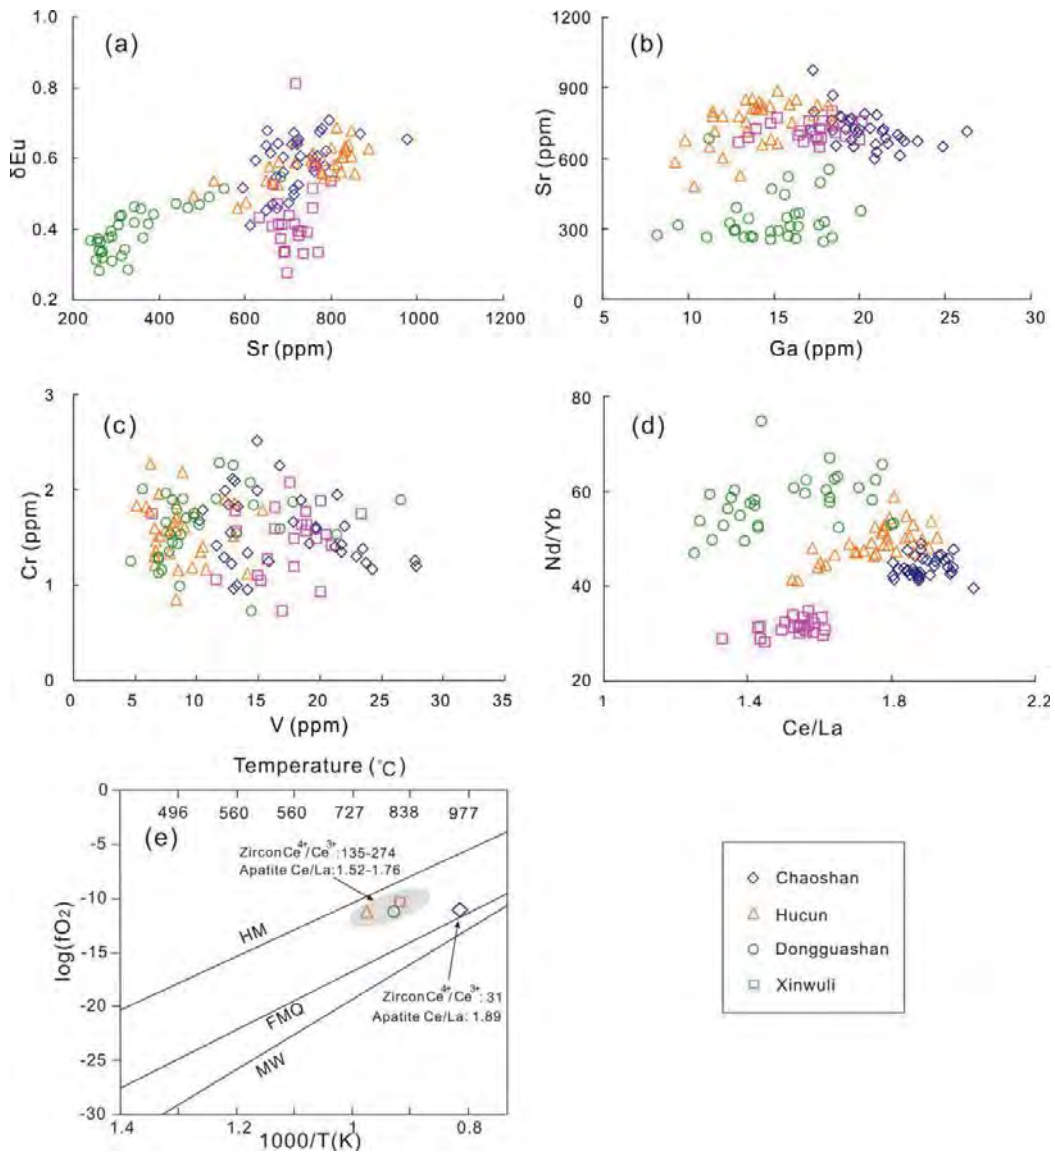 (a)
1.0
0.8
0.6
0.4
0.2
δEu
200 400 600 800 1000 1200
Sr (ppm)
(b)
1200
900
600
300
0
Sr (ppm)
5 10 15 20 25 30
Ga (ppm)
(c)
3
2
1
0
Cr (ppm)
0 5 10 15 20 25 30 35
V (ppm)
(d)
80
60
40
20
Nd/Yb
1 1.4 1.8 2.2
Ce/La
Temperature (°C)
496 560 560 727 838 977
(e)
0
-5
-10
-15
-20
-25
-30
log(fO₂)
Zircon Ce⁴⁺/Ce³⁺:135-274
Apatite Ce/La:1.52-1.76
HM
FMQ
MW
Zircon Ce⁴⁺/Ce³⁺:31
Apatite Ce/La: 1.89
1.4 1.2 1 0.8
1000/T(K)
Chaoshan
Hucun
Dongguashan
Xinwuli